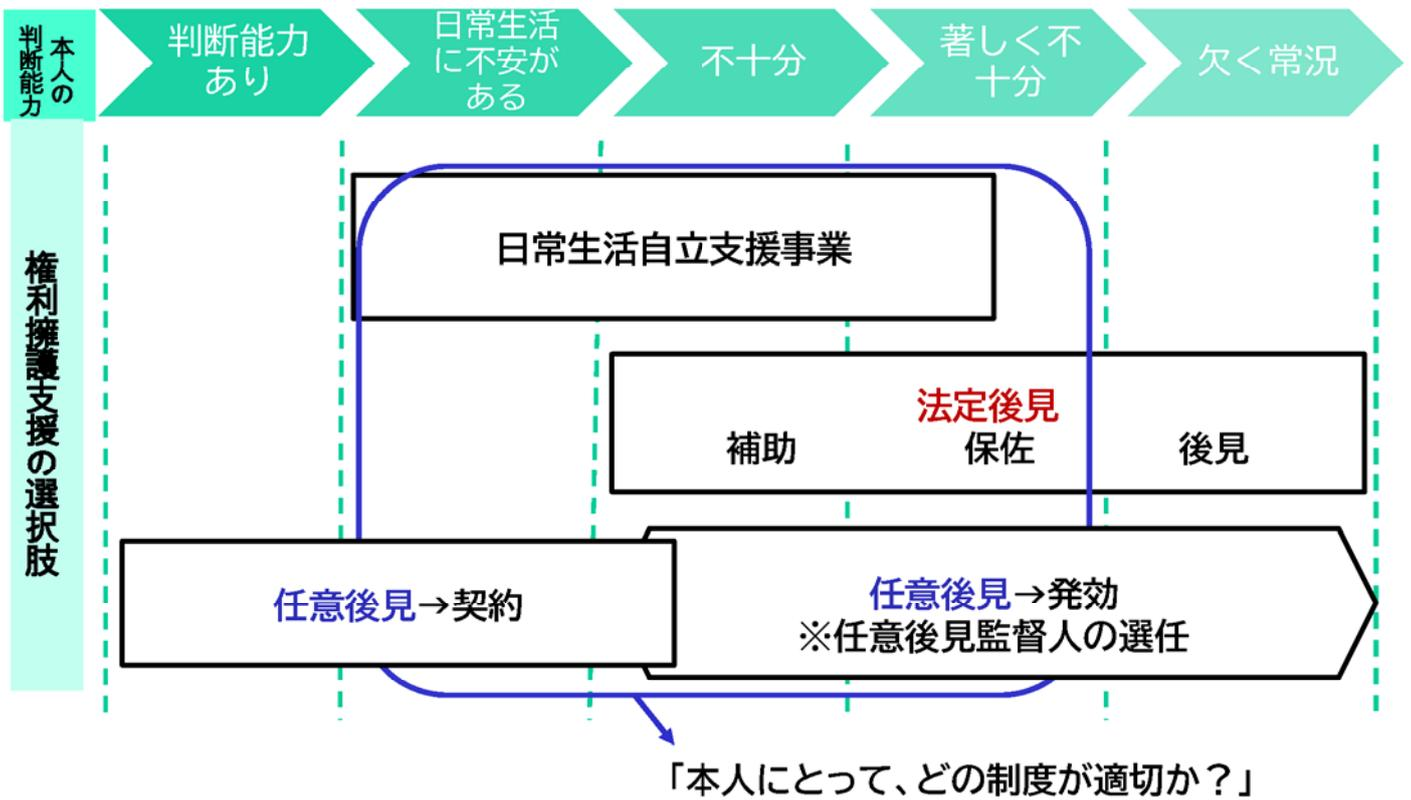 本人の
判断能力
判断能力
あり
日常生活
に不安が
ある
不十分
著しく不
十分
欠く常況
権利擁護支援の選択肢
日常生活自立支援事業
法定後見
補助
保佐
後見
任意後見→契約
任意後見→発効
※任意後見監督人の選任
「本人にとって、どの制度が適切か？」